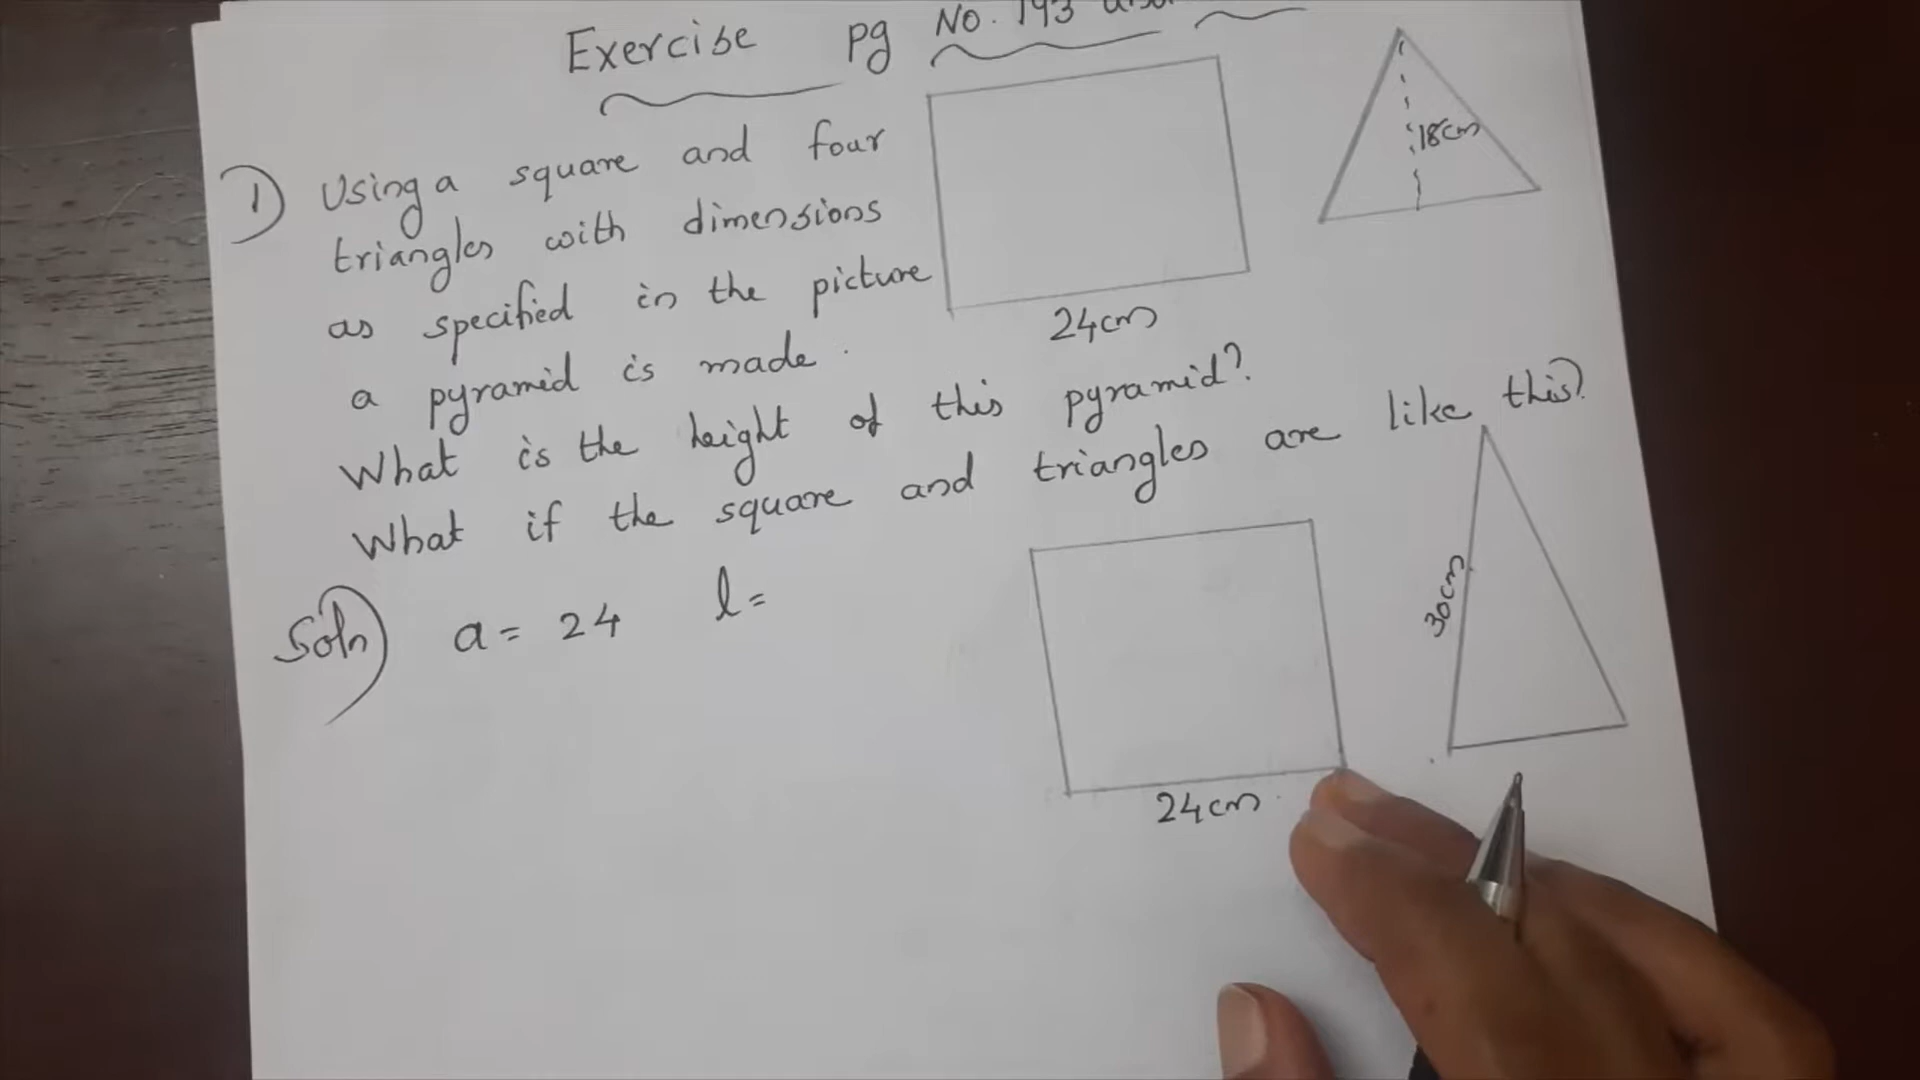 Exercise pg No. 193
1) Using a square and four
triangles with dimensions
as specified in the picture
a pyramid is made.
18cm
24cm
What is the height of this pyramid?
What if the square and triangles are like this?
30cm
24cm
Soln) a = 24 l =